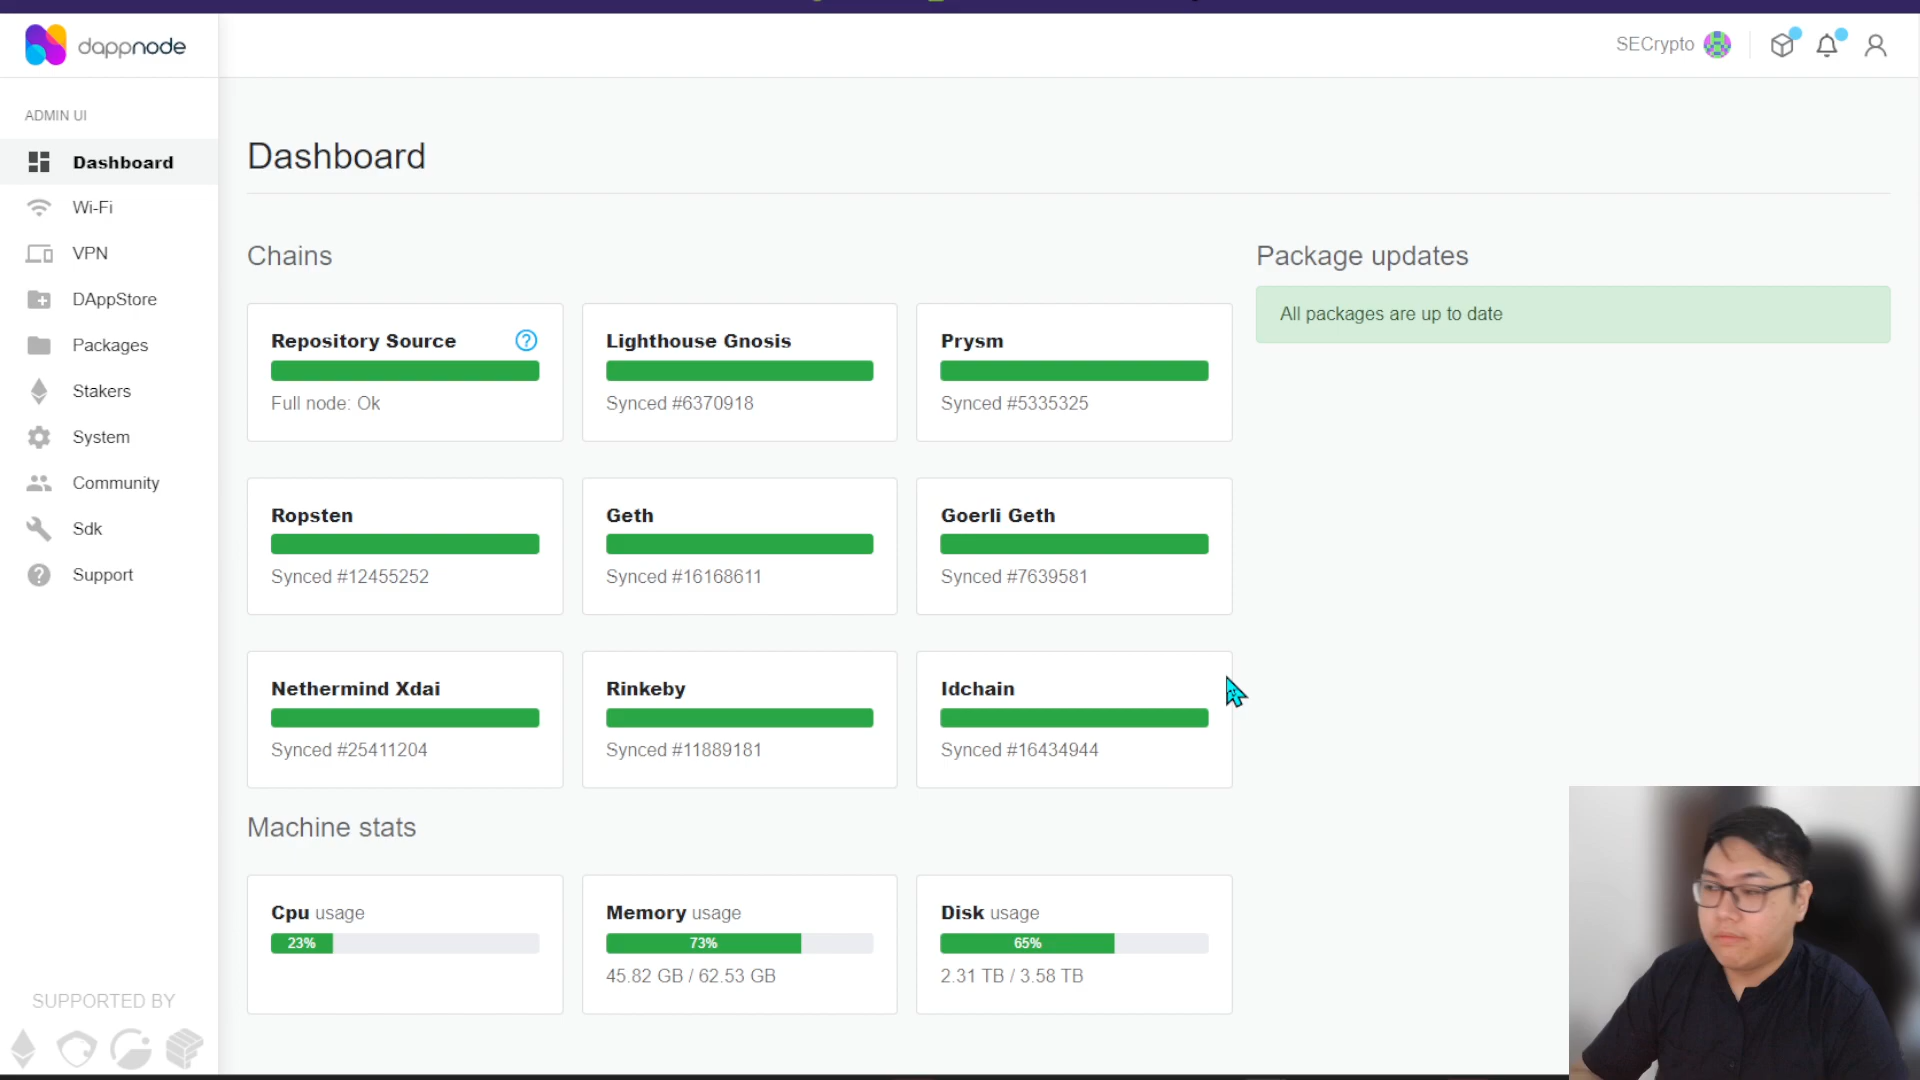 dappnode
SECrypto
ADMIN UI
Dashboard
Wi-Fi
VPN
DAppStore
Packages
Stakers
System
Community
Sdk
Support
SUPPORTED BY
Dashboard
Chains
Repository Source
?
Full node: Ok
Lighthouse Gnosis
Synced #6370918
Prysm
Synced #5335325
Ropsten
Synced #12455252
Geth
Synced #16168611
Goerli Geth
Synced #7639581
Nethermind Xdai
Synced #25411204
Rinkeby
Synced #11889181
Idchain
Synced #16434944
Machine stats
Cpu usage
23%
Memory usage
73%
45.82 GB / 62.53 GB
Disk usage
65%
2.31 TB / 3.58 TB
Package updates
All packages are up to date